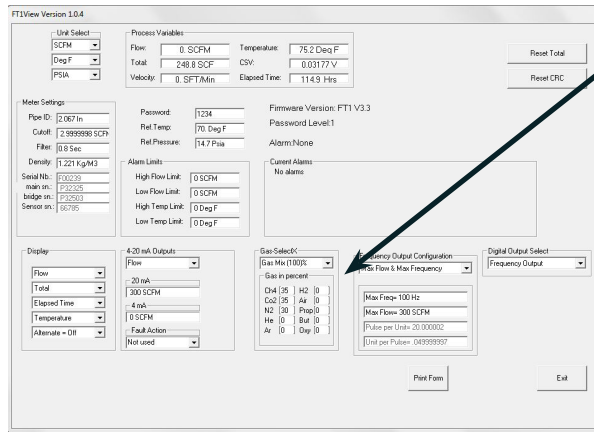 FT1View Version 1.0.4
Unit Select
SCFM
Deg F
PSIA
Process Variables
Flow: 0. SCFM Temperature: 75.2 Deg F
Total: 248.8 SCF CSV: 0.03177 V
Velocity: 0. SFT/Min Elapsed Time: 114.9 Hrs
Reset Total
Reset CRC
Meter Settings
Pipe ID: 2.067 In
Cutoff: 2.9999998 SCFM
Filter: 0.8 Sec
Density: 1.221 Kg/M3
Serial Nb.: F00239
main sn.: P32325
bridge sn.: P32503
Sensor sn.: 66785
Password: 1234
Ref.Temp: 70. Deg F
Ref.Pressure: 14.7 Psia
Firmware Version: FT1 V3.3
Password Level:1
Alarm:None
Alarm Limits
High Flow Limit: 0 SCFM
Low Flow Limit: 0 SCFM
High Temp Limit: 0 Deg F
Low Temp Limit: 0 Deg F
Current Alarms
No alarms
Display
Flow
Total
Elapsed Time
Temperature
Alternate = Off
4-20 mA Outputs
Flow
20 mA
300 SCFM
4 mA
0 SCFM
Fault Action
Not used
Gas-SelectX
Gas Mix (100)%
Gas in percent
Ch4 35 H2 0
Co2 35 Air 0
N2 30 Prop 0
He 0 But 0
Ar 0 Oxy 0
Frequency Output Configuration
Max Flow & Max Frequency
Max Freq= 100 Hz
Max Flow= 300 SCFM
Pulse per Unit= 20.000002
Unit per Pulse= .049999997
Digital Output Select
Frequency Output
Print Form
Exit